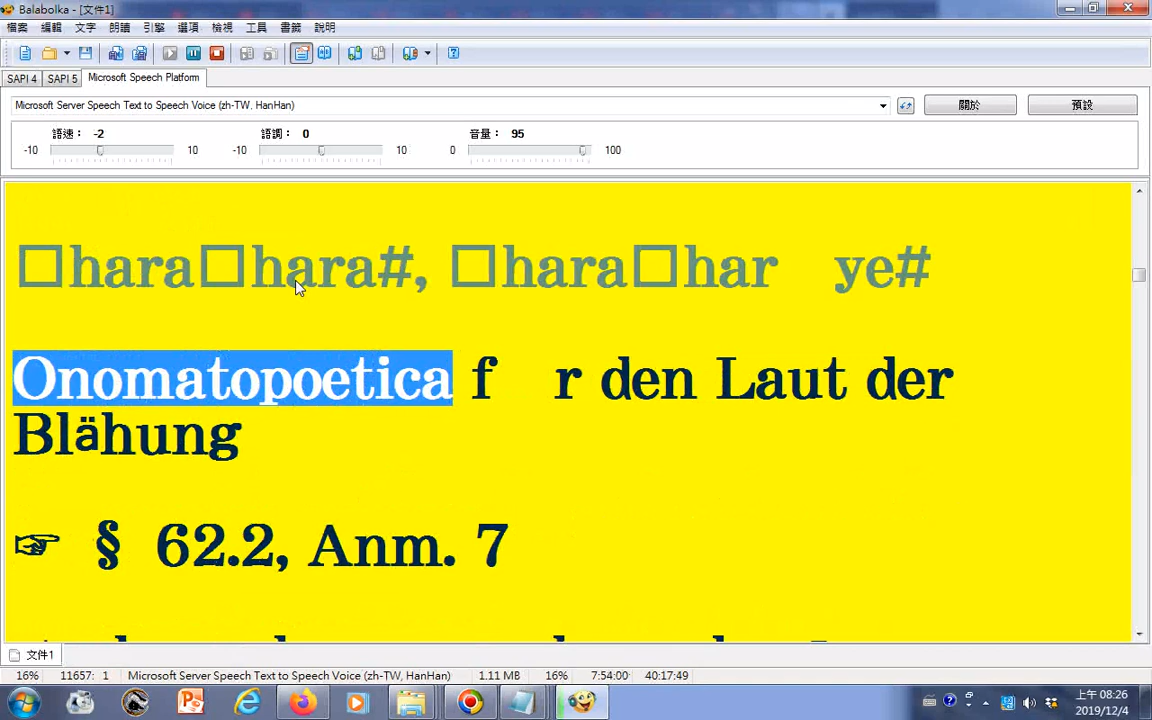 Balabolka - [文件1]
檔案 編輯 文字 朗讀 引擎 選項 檢視 工具 書籤 說明
SAPI 4 SAPI 5 Microsoft Speech Platform
Microsoft Server Speech Text to Speech Voice (zh-TW, HanHan) 關於 預設
語速： -2 語調： 0 音量： 95
-10 10 -10 10 0 100
□hara□hara#, □hara□har ye#
Onomatopoetica f r den Laut der
Blähung
☞ § 62.2, Anm. 7
文件1
16% 11657: 1 Microsoft Server Speech Text to Speech Voice (zh-TW, HanHan) 1.11 MB 16% 7:54:00 40:17:49
上午 08:26
2019/12/4